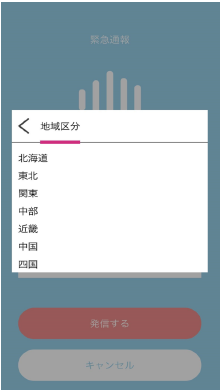 緊急通報
地域区分
北海道
東北
関東
中部
近畿
中国
四国
発信する
キャンセル